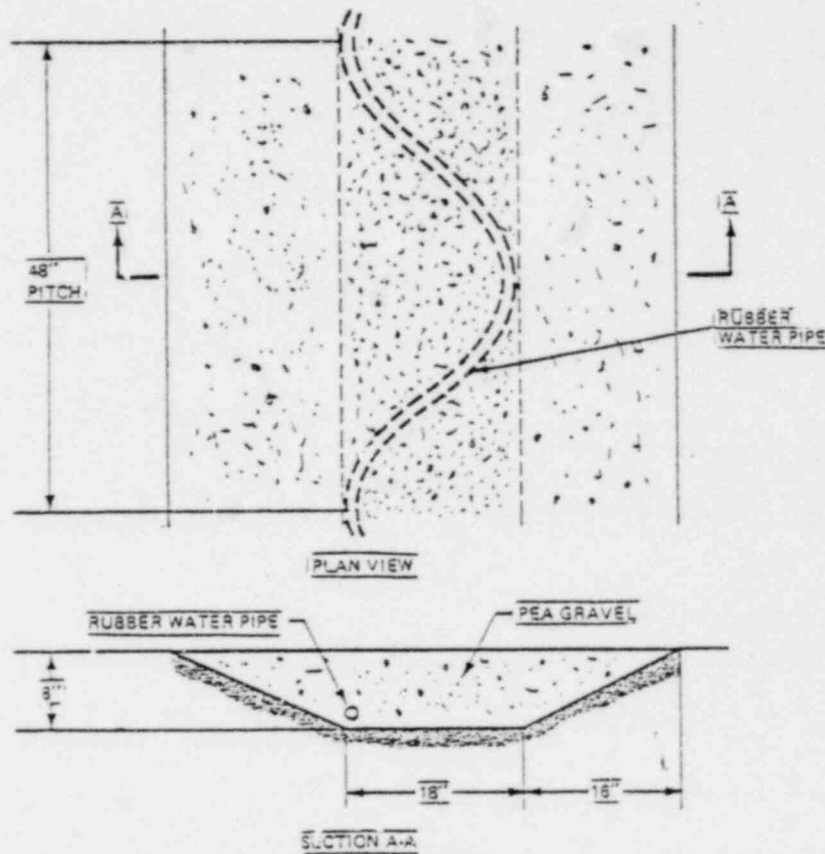 A
A
48"
PITCH
RUBBER
WATER PIPE
PLAN VIEW
RUBBER WATER PIPE
PEA GRAVEL
8"
18"
16"
SECTION A-A